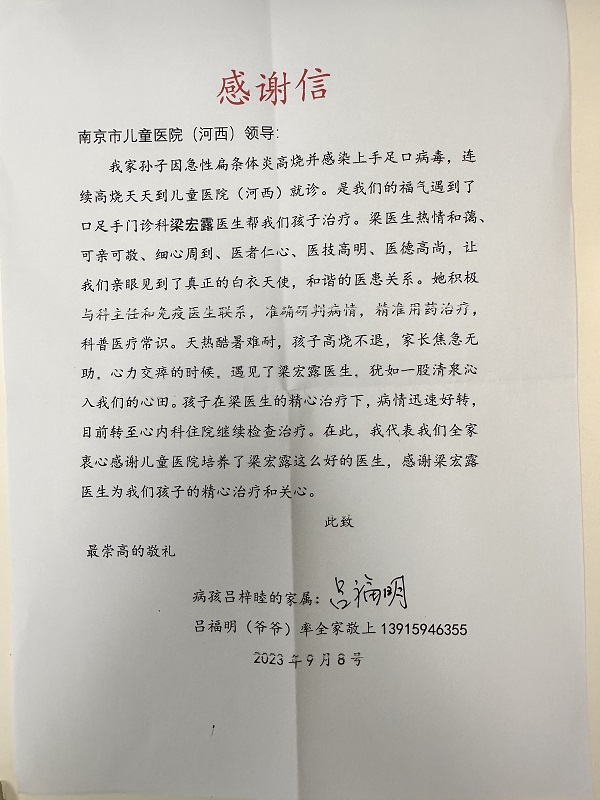 感谢信
南京市儿童医院（河西）领导：
我家孙子因急性扁条体炎高烧并感染上手足口病毒，连
续高烧天天到儿童医院（河西）就诊。是我们的福气遇到了
口足手门诊科梁宏露医生帮我们孩子治疗。梁医生热情和蔼、
可亲可敬、细心周到、医者仁心、医技高明、医德高尚，让
我们亲眼见到了真正的白衣天使，和谐的医患关系。她积极
与科主任和免疫医生联系，准确研判病情，精准用药治疗，
科普医疗常识。天热酷暑难耐，孩子高烧不退，家长焦急无
助，心力交瘁的时候，遇见了梁宏露医生，犹如一股清泉沁
入我们的心田。孩子在梁医生的精心治疗下，病情迅速好转，
目前转至心内科住院继续检查治疗。在此，我代表我们全家
衷心感谢儿童医院培养了梁宏露这么好的医生，感谢梁宏露
医生为我们孩子的精心治疗和关心。
此致
最崇高的敬礼
病孩吕梓睦的家属：吕福明
吕福明（爷爷）率全家敬上 13915946355
2023 年 9 月 8 号